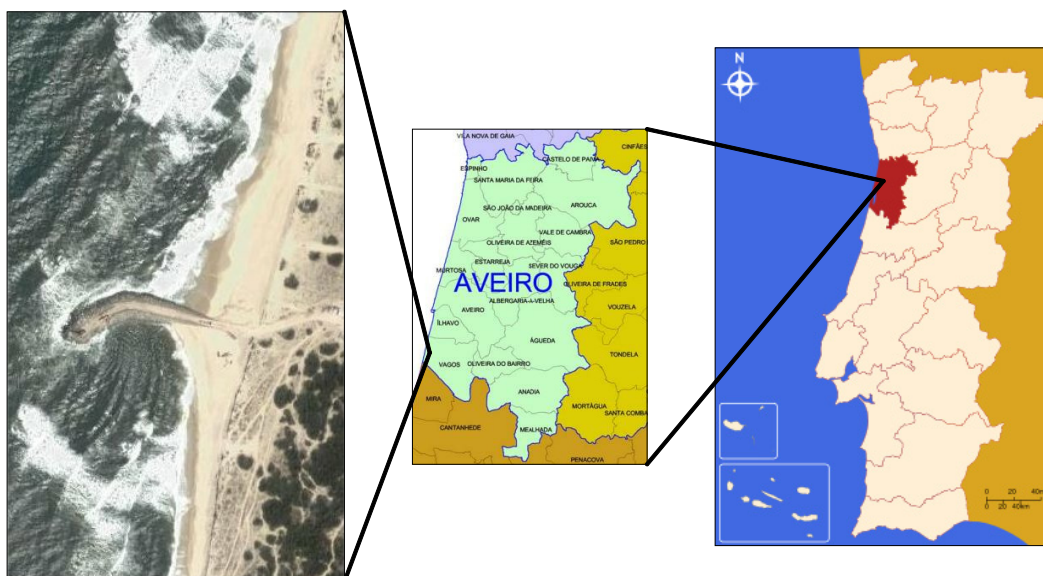 VILA NOVA DE GAIA
CINFÃES
ESPINHO
CASTELO DE PAIVA
SANTA MARIA DA FEIRA
SÃO JOÃO DA MADEIRA
AROUCA
OVAR
VALE DE CAMBRA
OLIVEIRA DE AZEMÉIS
SÃO PEDRO
ESTARREJA
SEVER DO VOUGA
MURTOSA
AVEIRO
OLIVEIRA DE FRADES
ALBERGARIA-A-VELHA
VOUZELA
AVEIRO
ÍLHAVO
ÁGUEDA
TONDELA
VAGOS
OLIVEIRA DO BAIRRO
ANADIA
MIRA
MORTÁGUA
SANTA COMBA
CANTANHEDE
MEALHADA
PENACOVA
N
0 20 40
0 20 40km